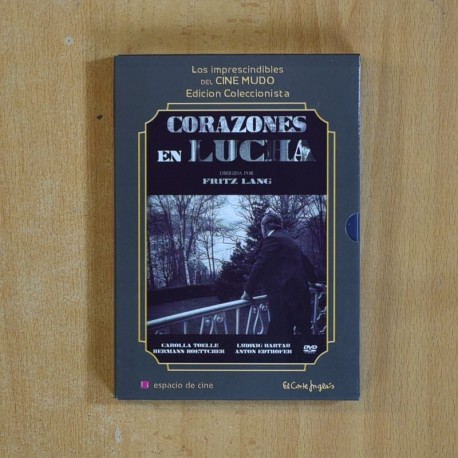 Los imprescindibles
DEL CINE MUDO
Edicion Coleccionista
CORAZONES
EN LUCHA
DIRIGIDA POR
FRITZ LANG
CAROLLA TOELLE LUDWIG HARTAU
HERMANN BOETTCHER ANTON EDTHOFER
DVD
espacio de cine
El Corte Inglés